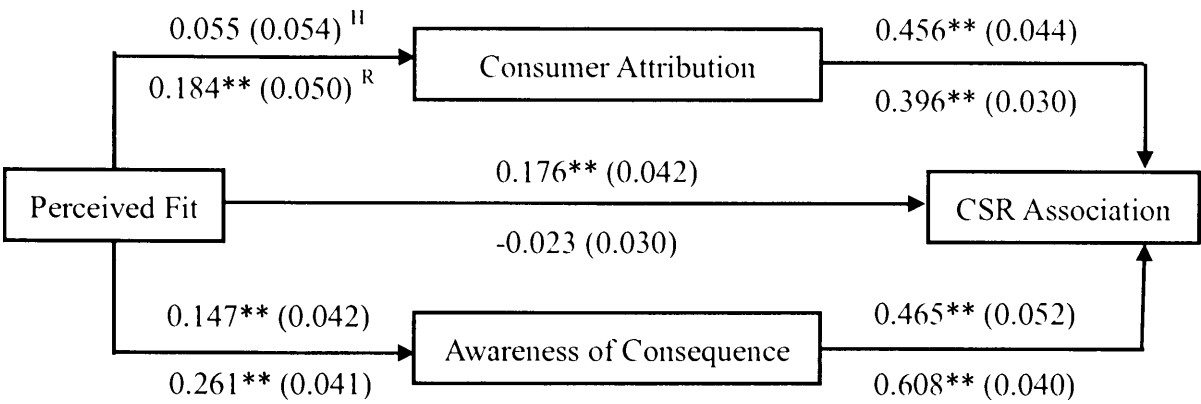 0.055 (0.054) H
0.184** (0.050) R
Consumer Attribution
0.456** (0.044)
0.396** (0.030)
Perceived Fit
0.176** (0.042)
-0.023 (0.030)
CSR Association
0.147** (0.042)
0.261** (0.041)
Awareness of Consequence
0.465** (0.052)
0.608** (0.040)